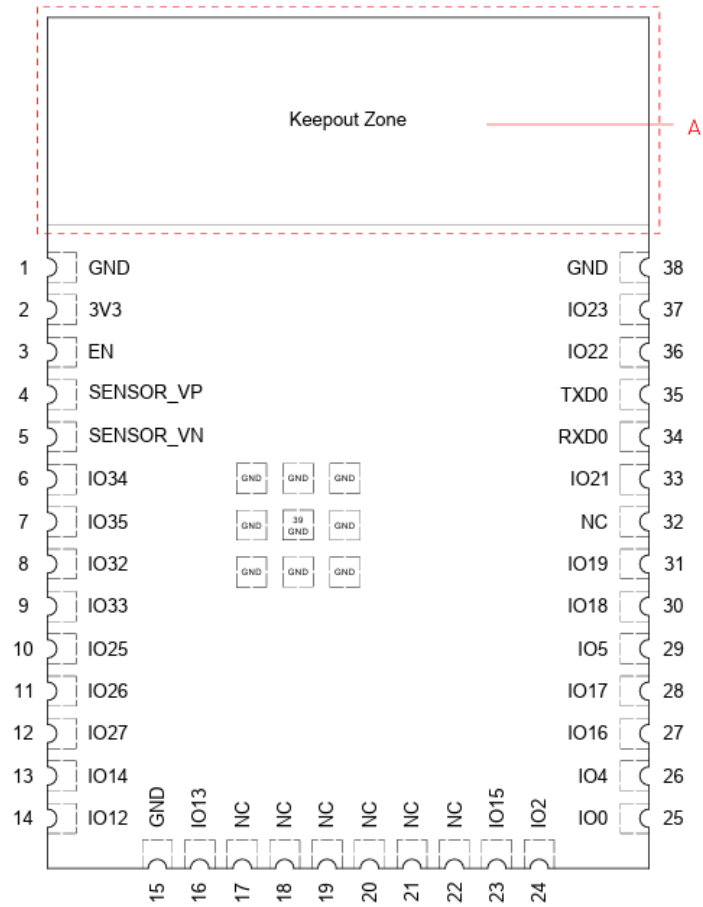 Keepout Zone
A
1 GND GND 38
2 3V3 IO23 37
3 EN IO22 36
4 SENSOR_VP TXD0 35
5 SENSOR_VN RXD0 34
6 IO34 GND GND GND IO21 33
7 IO35 GND 39 GND GND NC 32
8 IO32 GND GND GND IO19 31
9 IO33 IO18 30
10 IO25 IO5 29
11 IO26 IO17 28
12 IO27 IO16 27
13 IO14 IO4 26
14 IO12 IO0 25
GND IO13 NC NC NC NC NC NC IO15 IO2
15 16 17 18 19 20 21 22 23 24